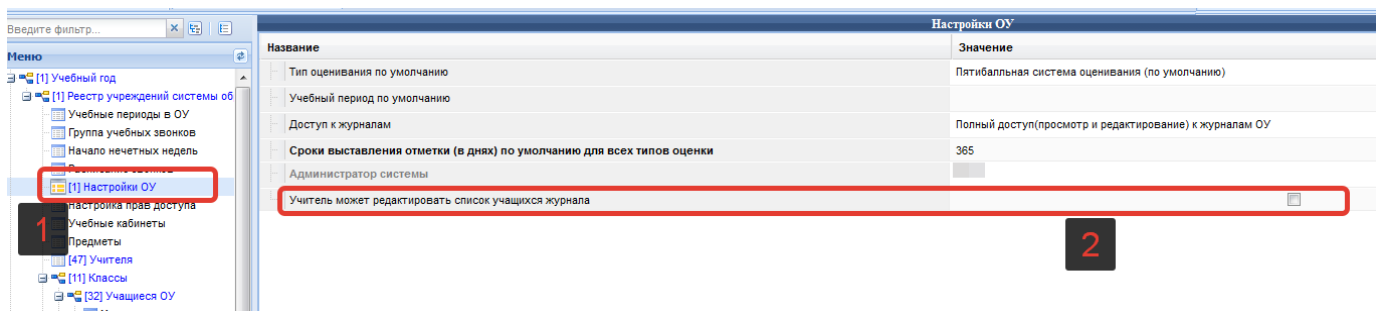 Введите фильтр...
Меню
[1] Учебный год
[1] Реестр учреждений системы об
Учебные периоды в ОУ
Группа учебных звонков
Начало нечетных недель
[1] Настройки ОУ
Настройка прав доступа
Учебные кабинеты
Предметы
[47] Учителя
[11] Классы
[32] Учащиеся ОУ
1
Настройки ОУ
Название Значение
Тип оценивания по умолчанию Пятибалльная система оценивания (по умолчанию)
Учебный период по умолчанию
Доступ к журналам Полный доступ(просмотр и редактирование) к журналам ОУ
Сроки выставления отметки (в днях) по умолчанию для всех типов оценки 365
Администратор системы
Учитель может редактировать список учащихся журнала
2